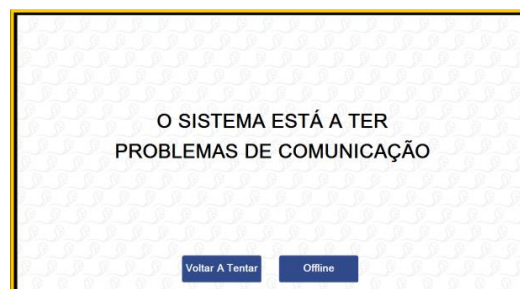 O SISTEMA ESTÁ A TER
PROBLEMAS DE COMUNICAÇÃO
Voltar A Tentar
Offline